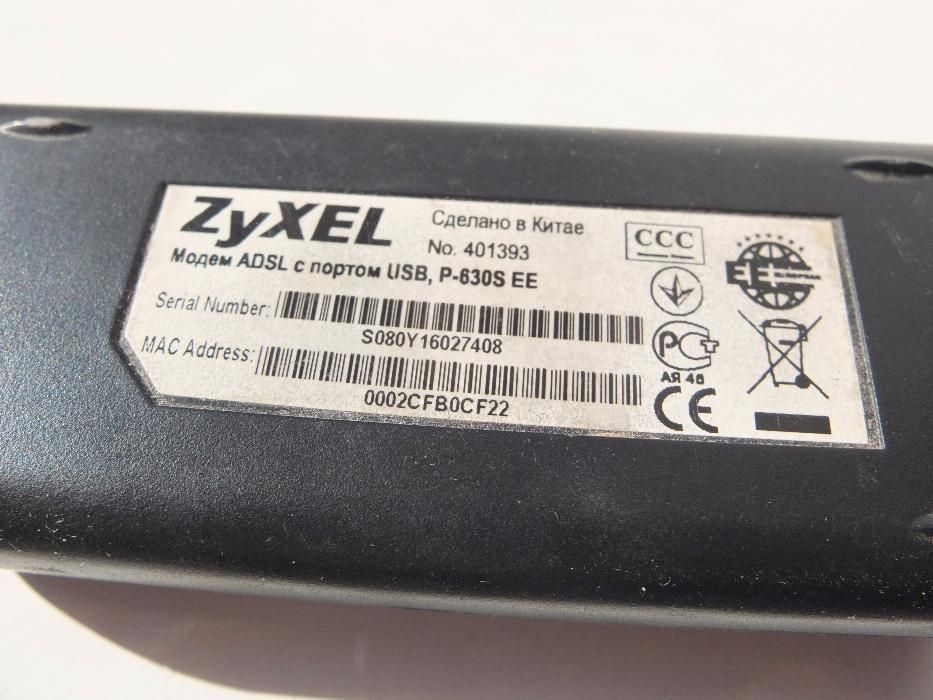 ZyXEL
Сделано в Китае
No. 401393
Модем ADSL с портом USB, P-630S EE
Serial Number:
S080Y16027408
MAC Address:
0002CFB0CF22
CCC
АЯ 46
CE